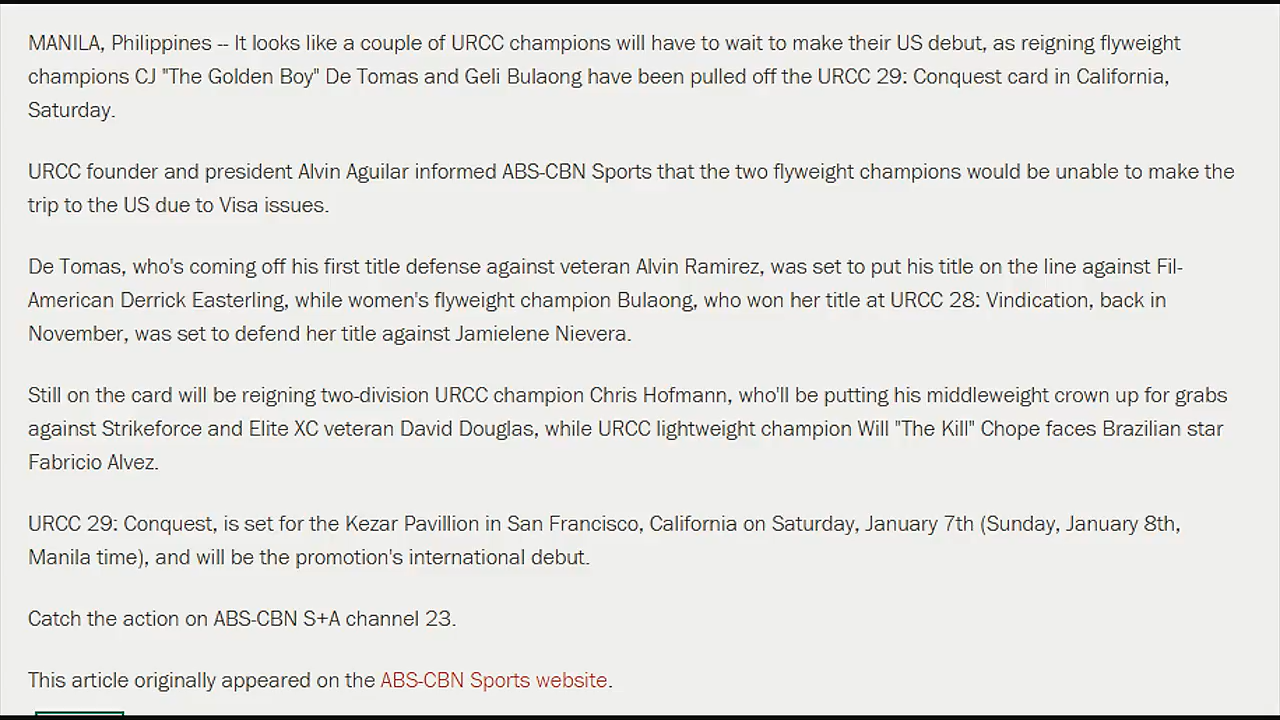 MANILA, Philippines -- It looks like a couple of URCC champions will have to wait to make their US debut, as reigning flyweight
champions CJ "The Golden Boy" De Tomas and Geli Bulaong have been pulled off the URCC 29: Conquest card in California,
Saturday.
URCC founder and president Alvin Aguilar informed ABS-CBN Sports that the two flyweight champions would be unable to make the
trip to the US due to Visa issues.
De Tomas, who's coming off his first title defense against veteran Alvin Ramirez, was set to put his title on the line against Fil-
American Derrick Easterling, while women's flyweight champion Bulaong, who won her title at URCC 28: Vindication, back in
November, was set to defend her title against Jamielene Nievera.
Still on the card will be reigning two-division URCC champion Chris Hofmann, who'll be putting his middleweight crown up for grabs
against Strikeforce and Elite XC veteran David Douglas, while URCC lightweight champion Will "The Kill" Chope faces Brazilian star
Fabricio Alvez.
URCC 29: Conquest, is set for the Kezar Pavillion in San Francisco, California on Saturday, January 7th (Sunday, January 8th,
Manila time), and will be the promotion's international debut.
Catch the action on ABS-CBN S+A channel 23.
This article originally appeared on the ABS-CBN Sports website.